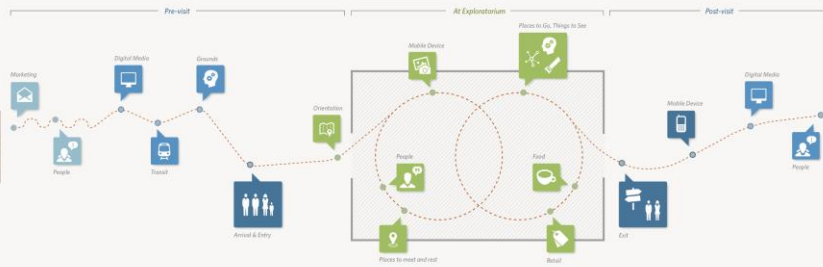 Pre-visit
At Exploratorium
Post-visit
Marketing
People
Digital Media
Transit
Grounds
Arrival & Entry
Orientation
Mobile Device
People
Places to meet and rest
Places to Go, Things to See
Food
Retail
Exit
Mobile Device
Digital Media
People